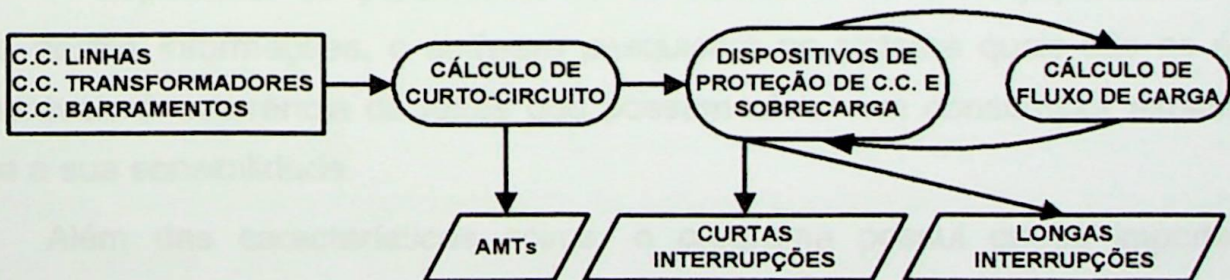 C.C. LINHAS
C.C. TRANSFORMADORES
C.C. BARRAMENTOS
CÁLCULO DE
CURTO-CIRCUITO
DISPOSITIVOS DE
PROTEÇÃO DE C.C. E
SOBRECARGA
CÁLCULO DE
FLUXO DE CARGA
AMTs
CURTAS
INTERRUPÇÕES
LONGAS
INTERRUPÇÕES